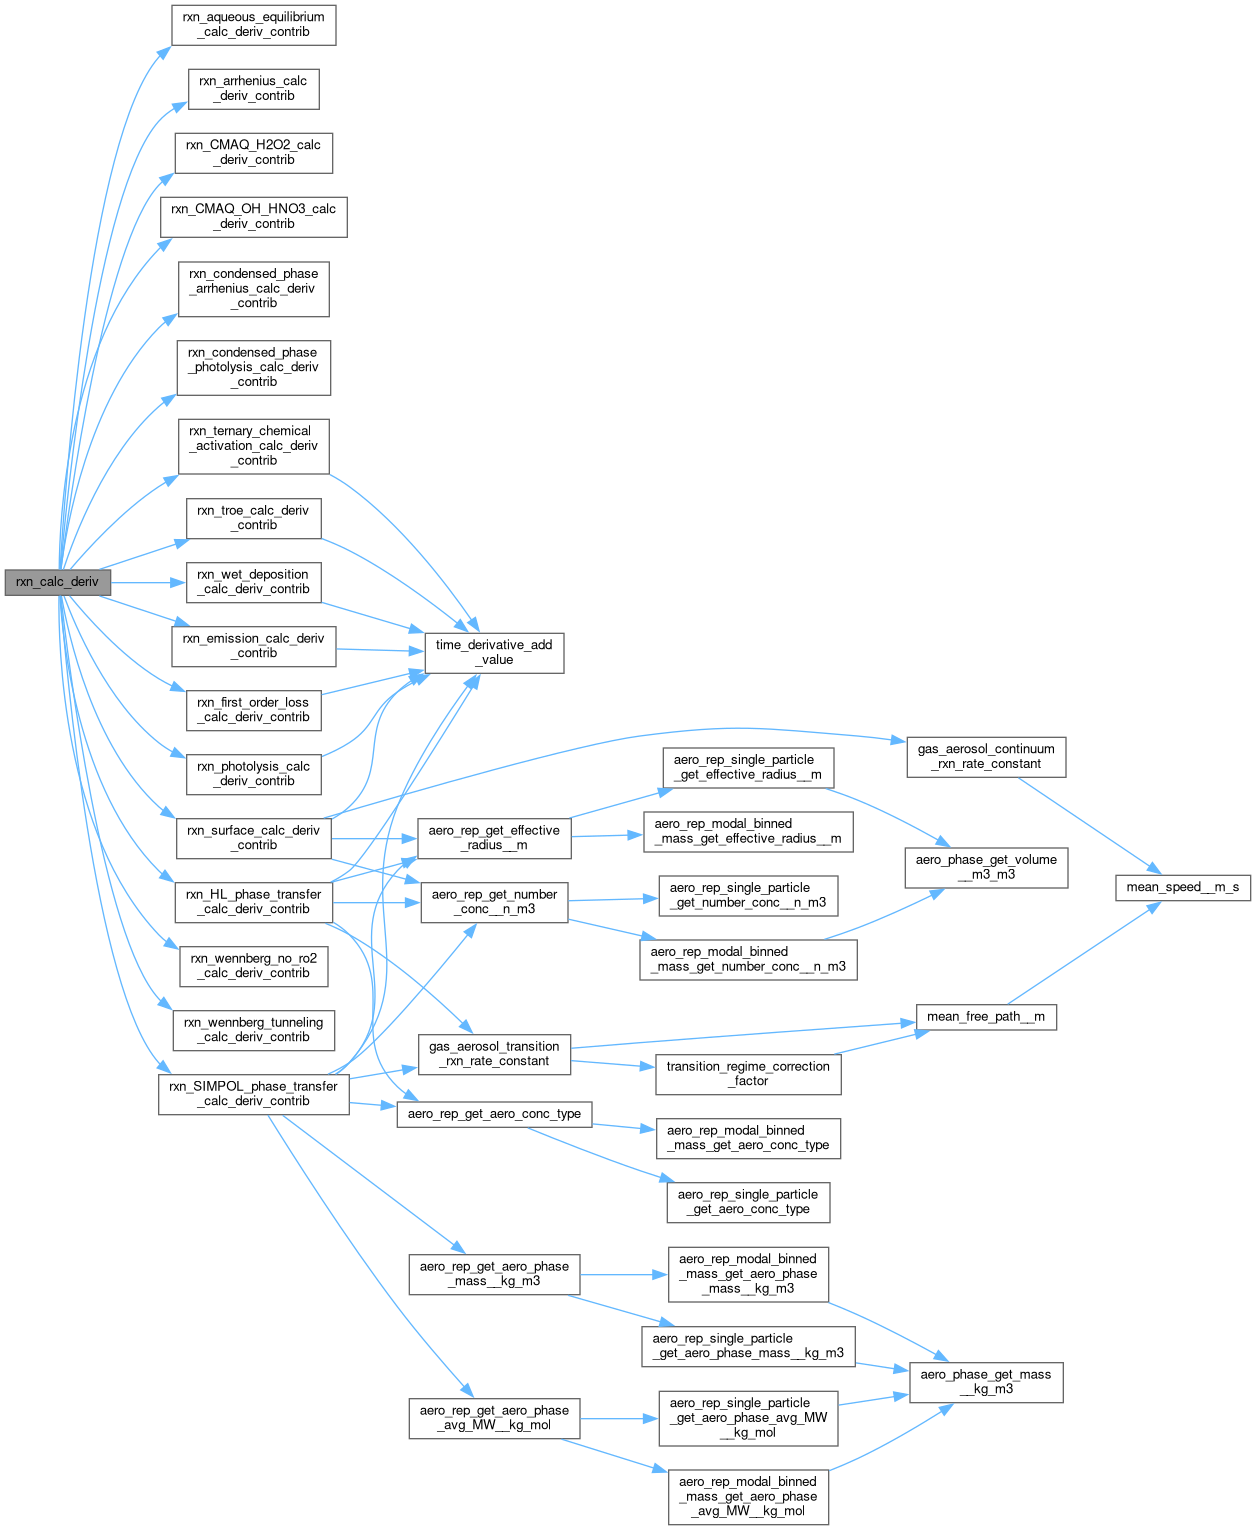 rxn_aqueous_equilibrium
_calc_deriv_contrib
rxn_arrhenius_calc
_deriv_contrib
rxn_CMAQ_H2O2_calc
_deriv_contrib
rxn_CMAQ_OH_HNO3_calc
_deriv_contrib
rxn_condensed_phase
_arrhenius_calc_deriv
_contrib
rxn_condensed_phase
_photolysis_calc_deriv
_contrib
rxn_ternary_chemical
_activation_calc_deriv
_contrib
rxn_troe_calc_deriv
_contrib
rxn_calc_deriv
rxn_wet_deposition
_calc_deriv_contrib
rxn_emission_calc_deriv
_contrib
time_derivative_add
_value
rxn_first_order_loss
_calc_deriv_contrib
rxn_photolysis_calc
_deriv_contrib
rxn_surface_calc_deriv
_contrib
rxn_HL_phase_transfer
_calc_deriv_contrib
rxn_wennberg_no_ro2
_calc_deriv_contrib
rxn_wennberg_tunneling
_calc_deriv_contrib
rxn_SIMPOL_phase_transfer
_calc_deriv_contrib
aero_rep_get_effective
_radius__m
aero_rep_get_number
_conc__n_m3
gas_aerosol_transition
_rxn_rate_constant
aero_rep_get_aero_conc_type
aero_rep_get_aero_phase
_mass__kg_m3
aero_rep_get_aero_phase
_avg_MW__kg_mol
aero_rep_single_particle
_get_effective_radius__m
aero_rep_modal_binned
_mass_get_effective_radius__m
aero_rep_single_particle
_get_number_conc__n_m3
aero_rep_modal_binned
_mass_get_number_conc__n_m3
transition_regime_correction
_factor
aero_rep_modal_binned
_mass_get_aero_conc_type
aero_rep_single_particle
_get_aero_conc_type
aero_rep_modal_binned
_mass_get_aero_phase
_mass__kg_m3
aero_rep_single_particle
_get_aero_phase_mass__kg_m3
aero_rep_single_particle
_get_aero_phase_avg_MW
__kg_mol
aero_rep_modal_binned
_mass_get_aero_phase
_avg_MW__kg_mol
gas_aerosol_continuum
_rxn_rate_constant
aero_phase_get_volume
__m3_m3
mean_free_path__m
aero_phase_get_mass
__kg_m3
mean_speed__m_s